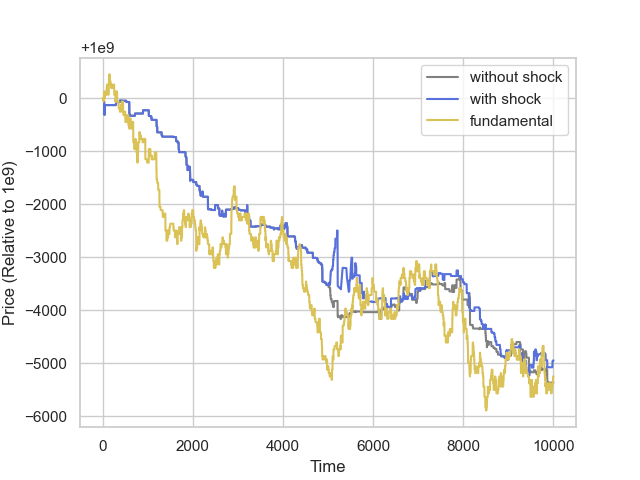 +1e9
without shock
with shock
fundamental
0
−1000
−2000
−3000
−4000
−5000
−6000
Price (Relative to 1e9)
0
2000
4000
6000
8000
10000
Time